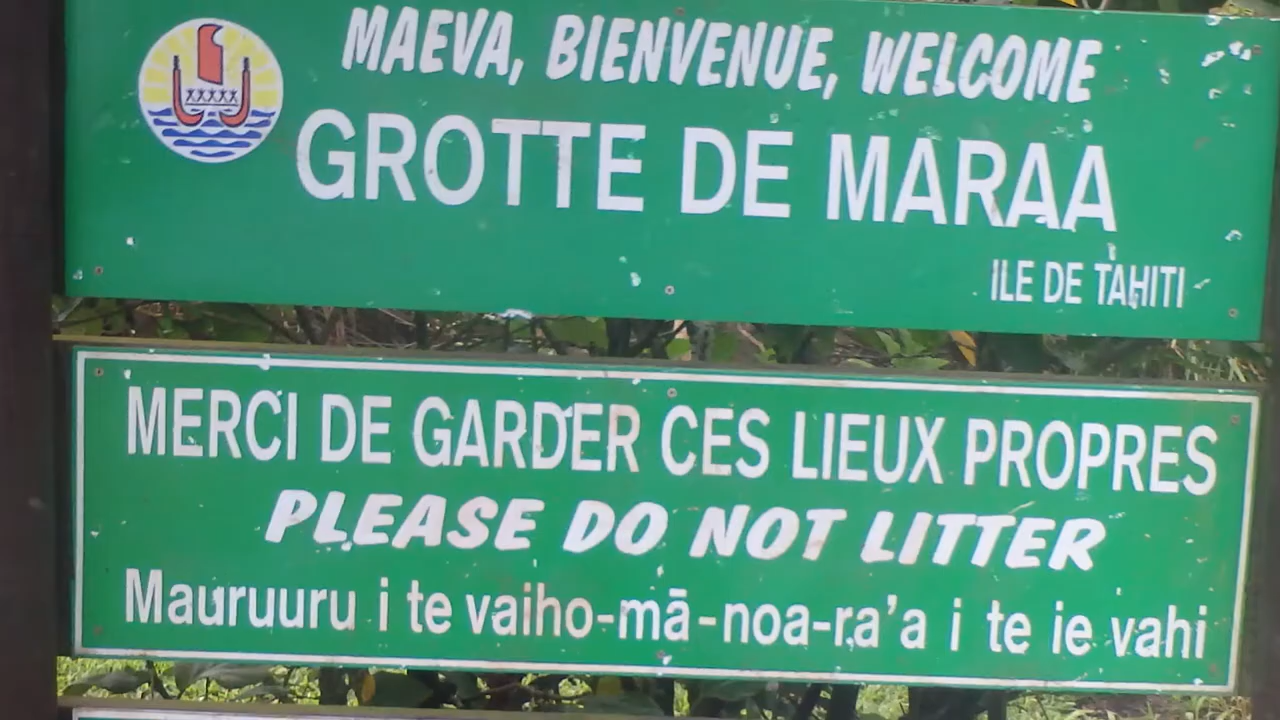 MAEVA, BIENVENUE, WELCOME
GROTTE DE MARAA
ILE DE TAHITI
MERCI DE GARDER CES LIEUX PROPRES
PLEASE DO NOT LITTER
Mauruuru i te vaiho-mā-noa-ra'a i te ie vahi